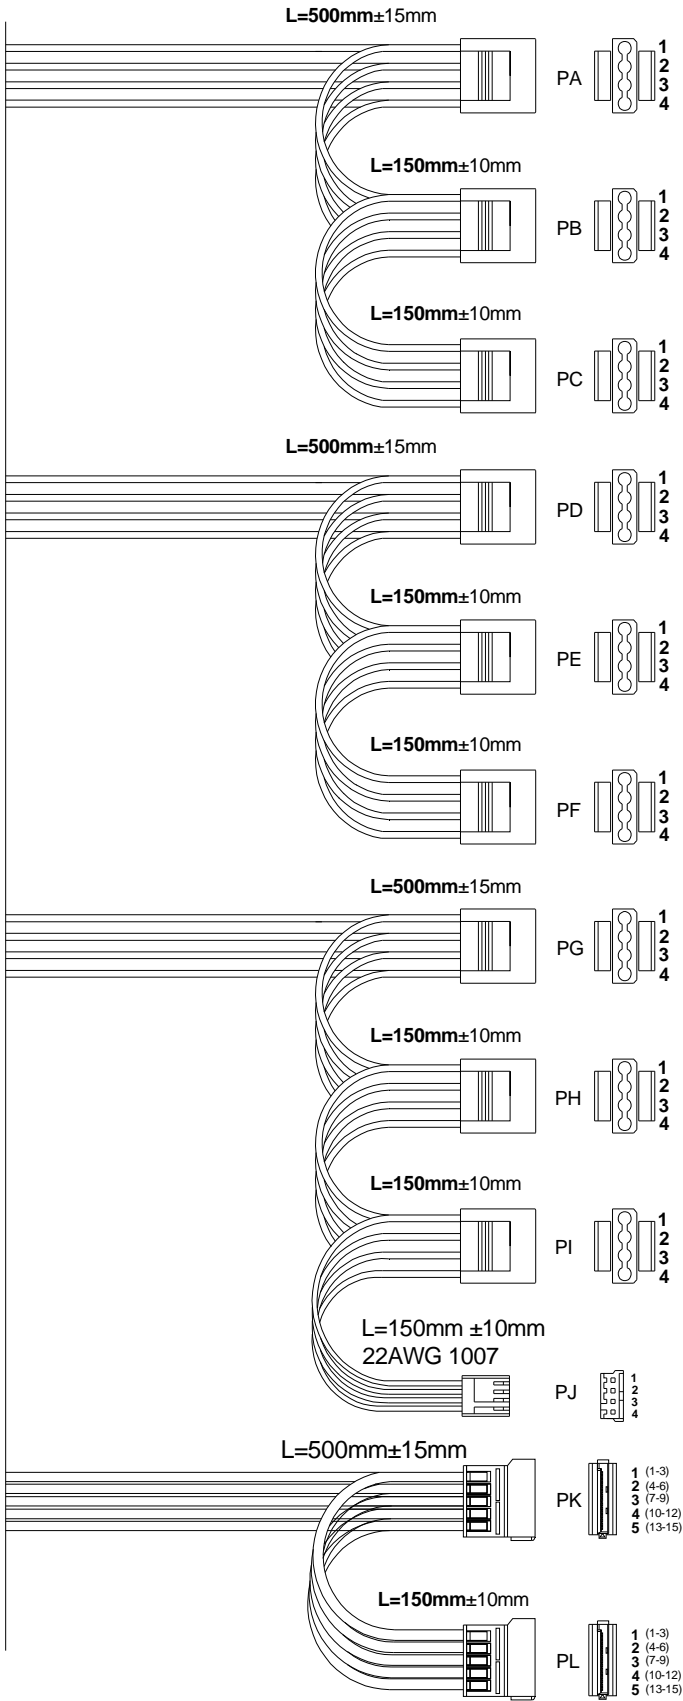 L=500mm±15mm
PA
1
2
3
4
L=150mm±10mm
PB
1
2
3
4
L=150mm±10mm
PC
1
2
3
4
L=500mm±15mm
PD
1
2
3
4
L=150mm±10mm
PE
1
2
3
4
L=150mm±10mm
PF
1
2
3
4
L=500mm±15mm
PG
1
2
3
4
L=150mm±10mm
PH
1
2
3
4
L=150mm±10mm
PI
1
2
3
4
L=150mm ±10mm
22AWG 1007
PJ
1
2
3
4
L=500mm±15mm
PK
1 (1-3)
2 (4-6)
3 (7-9)
4 (10-12)
5 (13-15)
L=150mm±10mm
PL
1 (1-3)
2 (4-6)
3 (7-9)
4 (10-12)
5 (13-15)